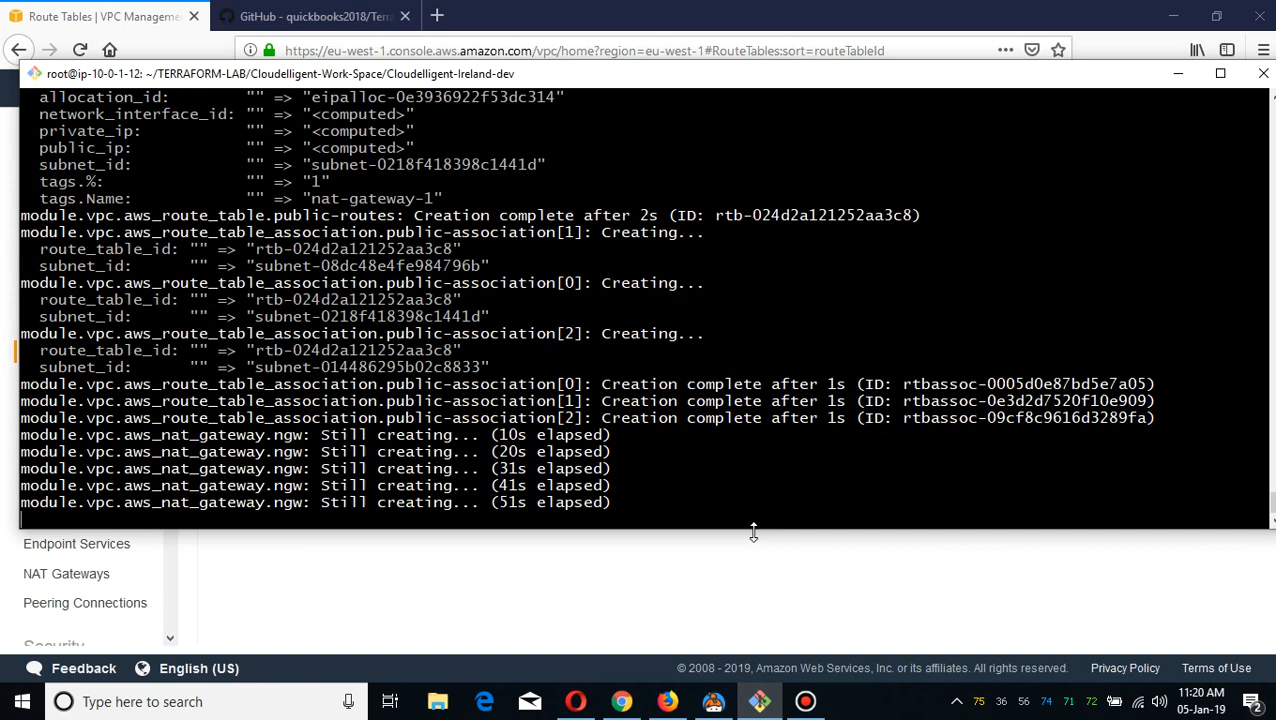 Route Tables | VPC Manageme
GitHub - quickbooks2018/Terra
https://eu-west-1.console.aws.amazon.com/vpc/home?region=eu-west-1#RouteTables:sort=routeTableId
root@ip-10-0-1-12: ~/TERRAFORM-LAB/Cloudelligent-Work-Space/Cloudelligent-Ireland-dev
allocation_id: "" => "eipalloc-0e3936922f53dc314"
network_interface_id: "" => "<computed>"
private_ip: "" => "<computed>"
public_ip: "" => "<computed>"
subnet_id: "" => "subnet-0218f418398c1441d"
tags.%: "" => "1"
tags.Name: "" => "nat-gateway-1"
module.vpc.aws_route_table.public-routes: Creation complete after 2s (ID: rtb-024d2a121252aa3c8)
module.vpc.aws_route_table_association.public-association[1]: Creating...
route_table_id: "" => "rtb-024d2a121252aa3c8"
subnet_id: "" => "subnet-08dc48e4fe984796b"
module.vpc.aws_route_table_association.public-association[0]: Creating...
route_table_id: "" => "rtb-024d2a121252aa3c8"
subnet_id: "" => "subnet-0218f418398c1441d"
module.vpc.aws_route_table_association.public-association[2]: Creating...
route_table_id: "" => "rtb-024d2a121252aa3c8"
subnet_id: "" => "subnet-014486295b02c8833"
module.vpc.aws_route_table_association.public-association[0]: Creation complete after 1s (ID: rtbassoc-0005d0e87bd5e7a05)
module.vpc.aws_route_table_association.public-association[1]: Creation complete after 1s (ID: rtbassoc-0e3d2d7520f10e909)
module.vpc.aws_route_table_association.public-association[2]: Creation complete after 1s (ID: rtbassoc-09cf8c9616d3289fa)
module.vpc.aws_nat_gateway.ngw: Still creating... (10s elapsed)
module.vpc.aws_nat_gateway.ngw: Still creating... (20s elapsed)
module.vpc.aws_nat_gateway.ngw: Still creating... (31s elapsed)
module.vpc.aws_nat_gateway.ngw: Still creating... (41s elapsed)
module.vpc.aws_nat_gateway.ngw: Still creating... (51s elapsed)
Endpoint Services
NAT Gateways
Peering Connections
Security
Feedback
English (US)
© 2008 - 2019, Amazon Web Services, Inc. or its affiliates. All rights reserved.
Privacy Policy
Terms of Use
Type here to search
75 36 56 74 71 72
11:20 AM
05-Jan-19
2